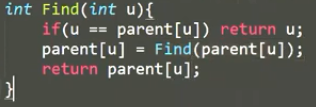 int Find(int u){
    if(u == parent[u]) return u;
    parent[u] = Find(parent[u]);
    return parent[u];
}